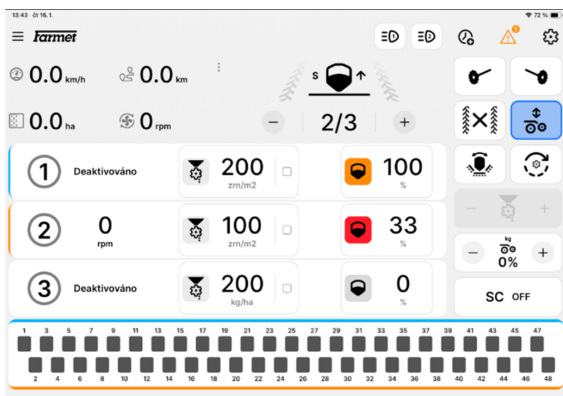 13:43 čt 16. 1. 72 %
Farmet
0.0 km/h 0.0 km
S
0.0 ha 0 rpm
− 2/3 +
1 Deaktivováno 200 zrn/m2 100 %
2 0 rpm 100 zrn/m2 33 %
3 Deaktivováno 200 kg/ha 0 %
− +
kg
− 0% +
SC OFF
1 3 5 7 9 11 13 15 17 19 21 23 25 27 29 31 33 35 37 39 41 43 45 47
2 4 6 8 10 12 14 16 18 20 22 24 26 28 30 32 34 36 38 40 42 44 46 48